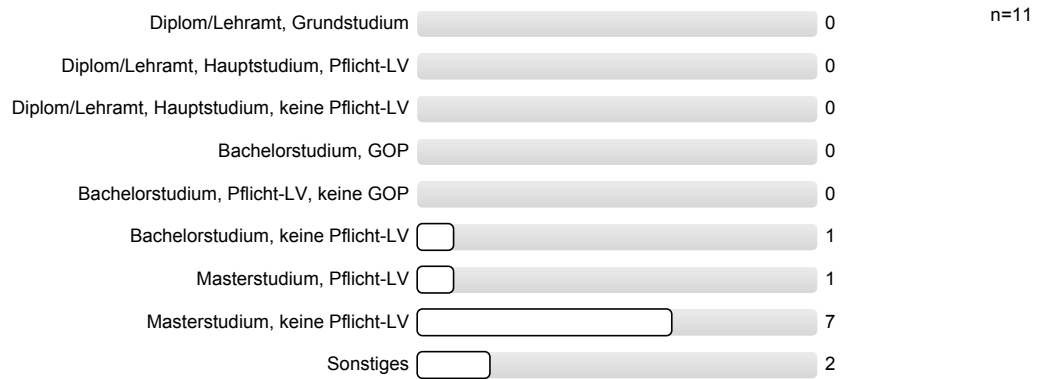 Diplom/Lehramt, Grundstudium 0 n=11
Diplom/Lehramt, Hauptstudium, Pflicht-LV 0
Diplom/Lehramt, Hauptstudium, keine Pflicht-LV 0
Bachelorstudium, GOP 0
Bachelorstudium, Pflicht-LV, keine GOP 0
Bachelorstudium, keine Pflicht-LV 1
Masterstudium, Pflicht-LV 1
Masterstudium, keine Pflicht-LV 7
Sonstiges 2